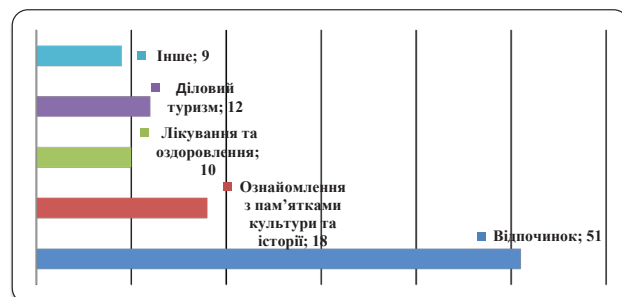 Інше; 9
Діловий
туризм; 12
Лікування та
оздоровлення;
10
Ознайомлення
з пам’ятками
культури та
історії; 18
Відпочинок; 51